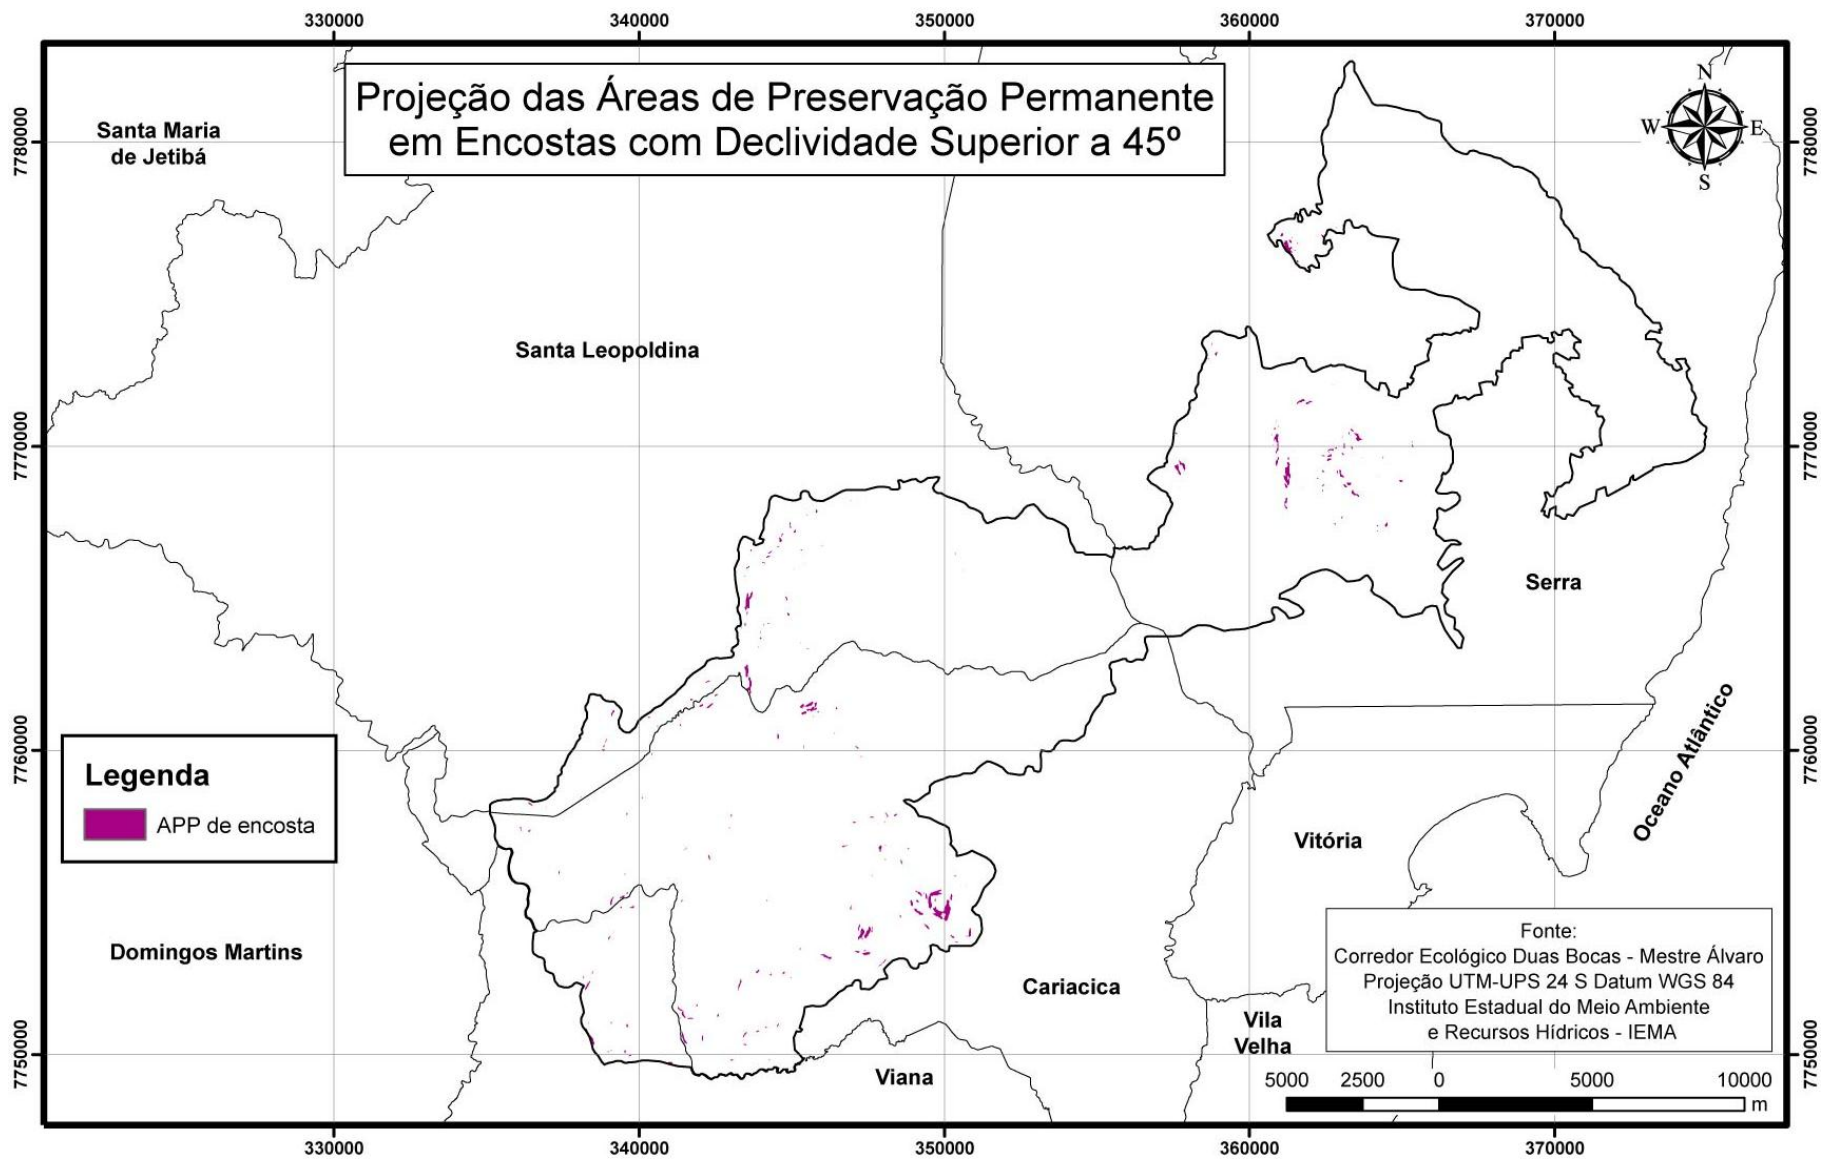 330000 340000 350000 360000 370000
Projeção das Áreas de Preservação Permanente
em Encostas com Declividade Superior a 45º
N
W E
S
7780000 7780000
Santa Maria
de Jetibá
Santa Leopoldina
7770000 7770000
Serra
Oceano Atlântico
7760000 7760000
Legenda
APP de encosta
Vitória
Domingos Martins
Cariacica
Fonte:
Corredor Ecológico Duas Bocas - Mestre Álvaro
Projeção UTM-UPS 24 S Datum WGS 84
Instituto Estadual do Meio Ambiente
e Recursos Hídricos - IEMA
Vila
Velha
7750000 7750000
Viana
5000 2500 0 5000 10000
m
330000 340000 350000 360000 370000